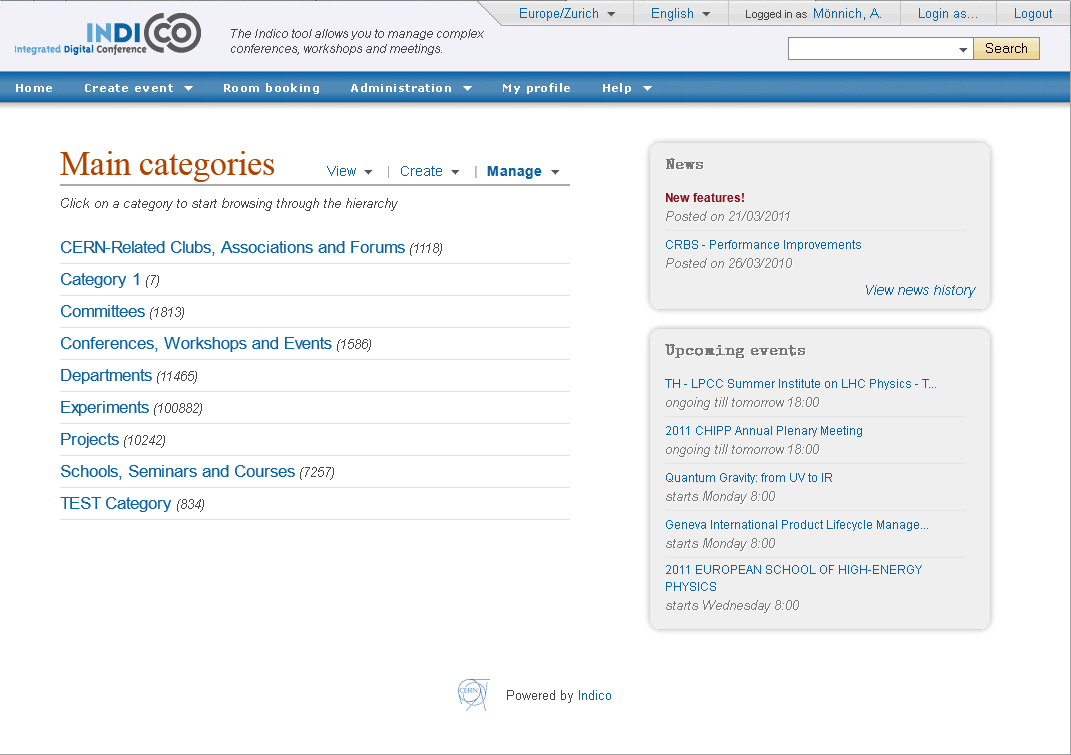 Europe/Zurich English Logged in as Mönnich, A. Login as... Logout
INDICO
Integrated Digital Conference
The Indico tool allows you to manage complex
conferences, workshops and meetings.
Search
Home Create event Room booking Administration My profile Help
Main categories
View | Create | Manage
Click on a category to start browsing through the hierarchy
CERN-Related Clubs, Associations and Forums (1118)
Category 1 (7)
Committees (1813)
Conferences, Workshops and Events (1586)
Departments (11465)
Experiments (100882)
Projects (10242)
Schools, Seminars and Courses (7257)
TEST Category (834)
News
New features!
Posted on 21/03/2011
CRBS - Performance Improvements
Posted on 26/03/2010
View news history
Upcoming events
TH - LPCC Summer Institute on LHC Physics - T...
ongoing till tomorrow 18:00
2011 CHIPP Annual Plenary Meeting
ongoing till tomorrow 18:00
Quantum Gravity: from UV to IR
starts Monday 8:00
Geneva International Product Lifecycle Manage...
starts Monday 8:00
2011 EUROPEAN SCHOOL OF HIGH-ENERGY
PHYSICS
starts Wednesday 8:00
CERN
Powered by Indico